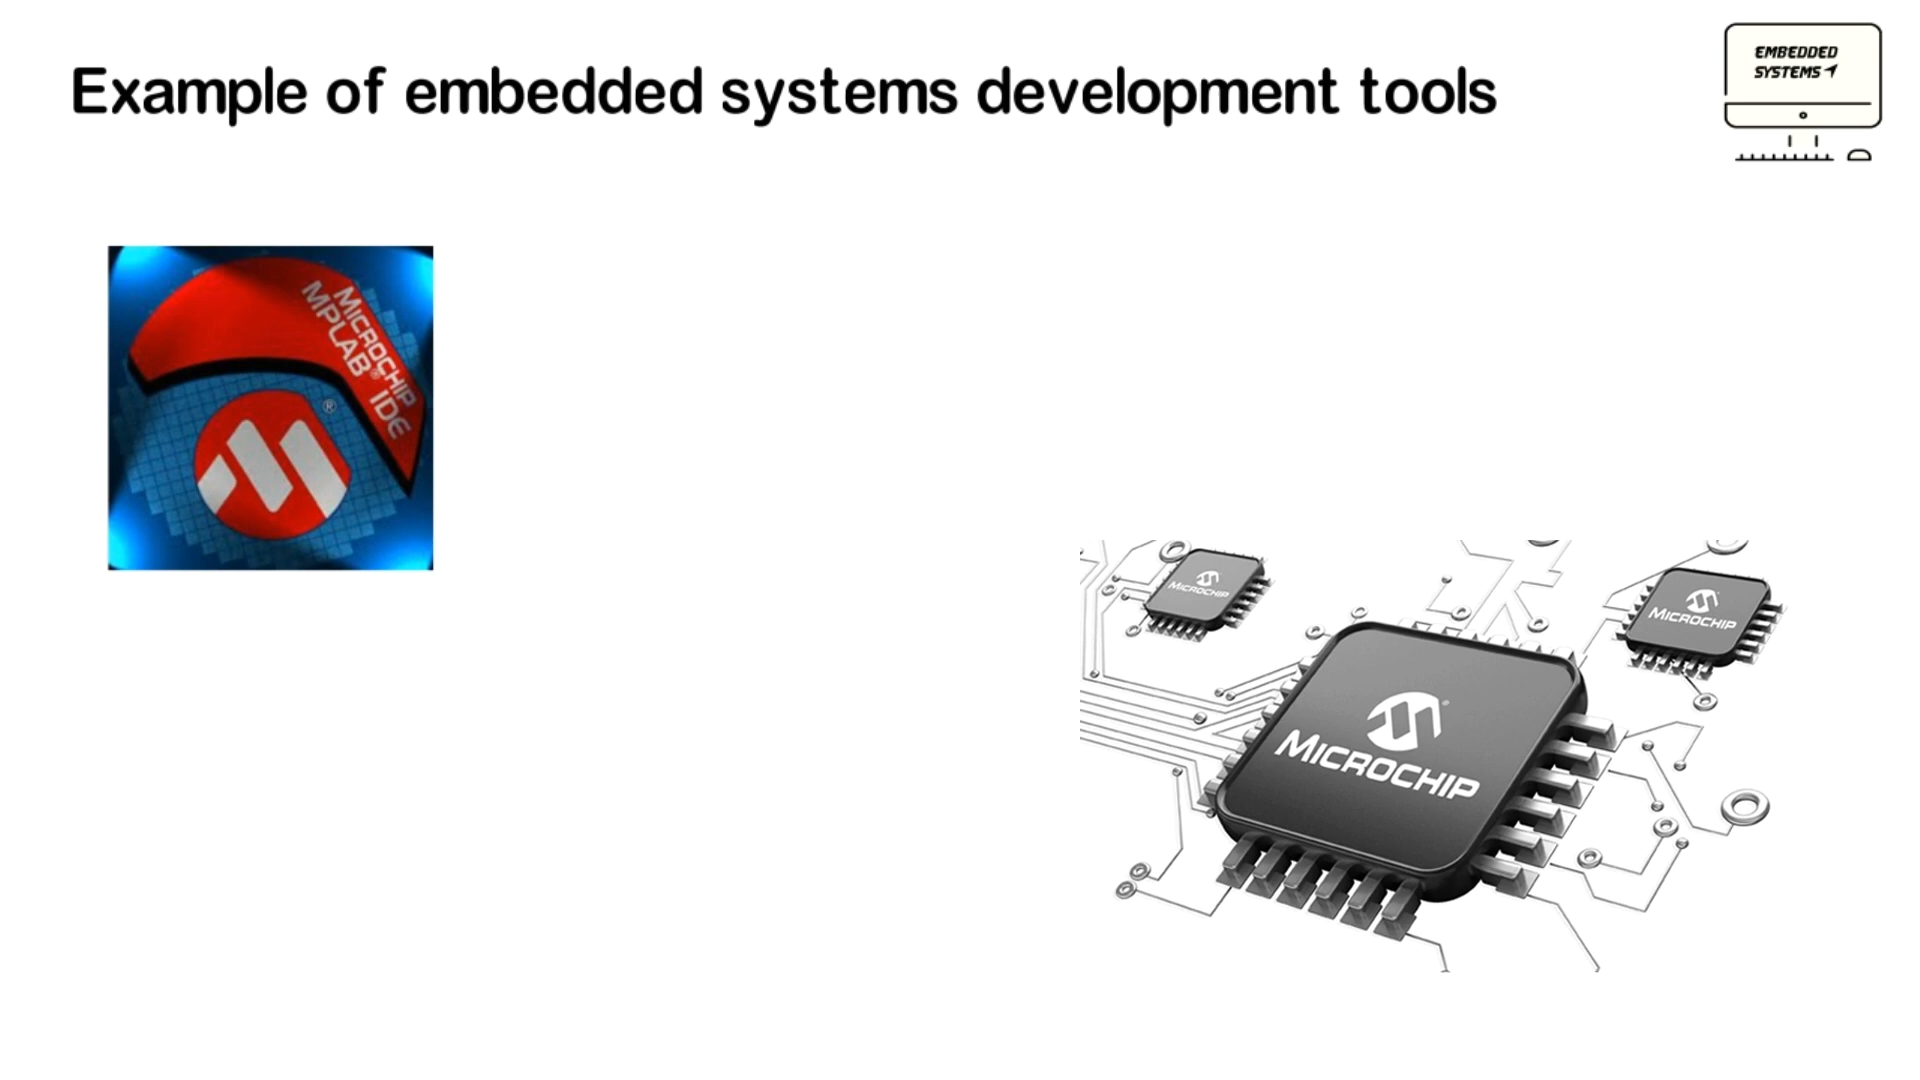 Example of embedded systems development tools
EMBEDDED
SYSTEMS
MICROCHIP
MPLAB® IDE
®
MICROCHIP
MICROCHIP
MICROCHIP